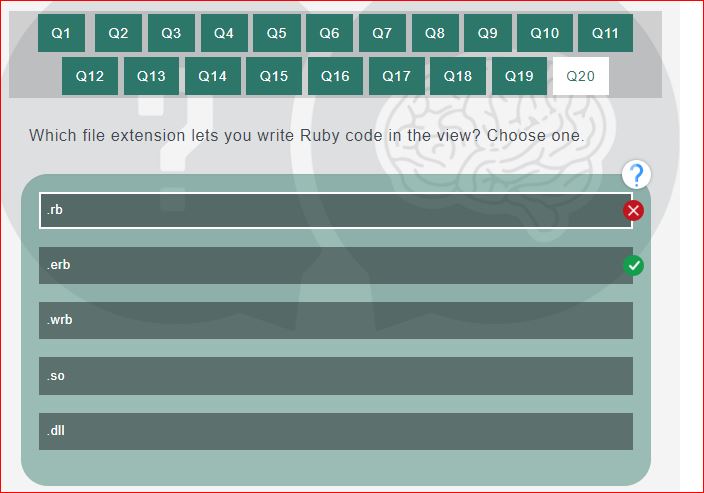 Q1 Q2 Q3 Q4 Q5 Q6 Q7 Q8 Q9 Q10 Q11
Q12 Q13 Q14 Q15 Q16 Q17 Q18 Q19 Q20
Which file extension lets you write Ruby code in the view? Choose one.
?
.rb
.erb
.wrb
.so
.dll